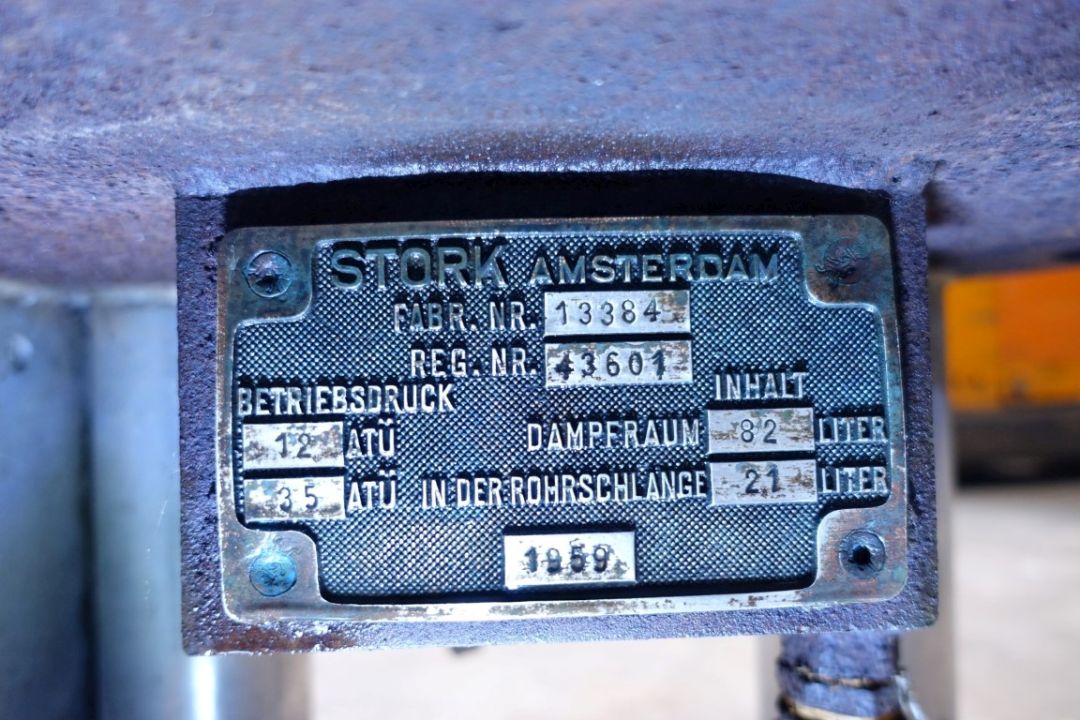 STORK AMSTERDAM
FABR. NR. 13384
REG. NR. 43601
BETRIEBSDRUCK INHALT
12 ATÜ DAMPFRAUM 82 LITER
35 ATÜ IN DER ROHRSCHLANGE 21 LITER
1959